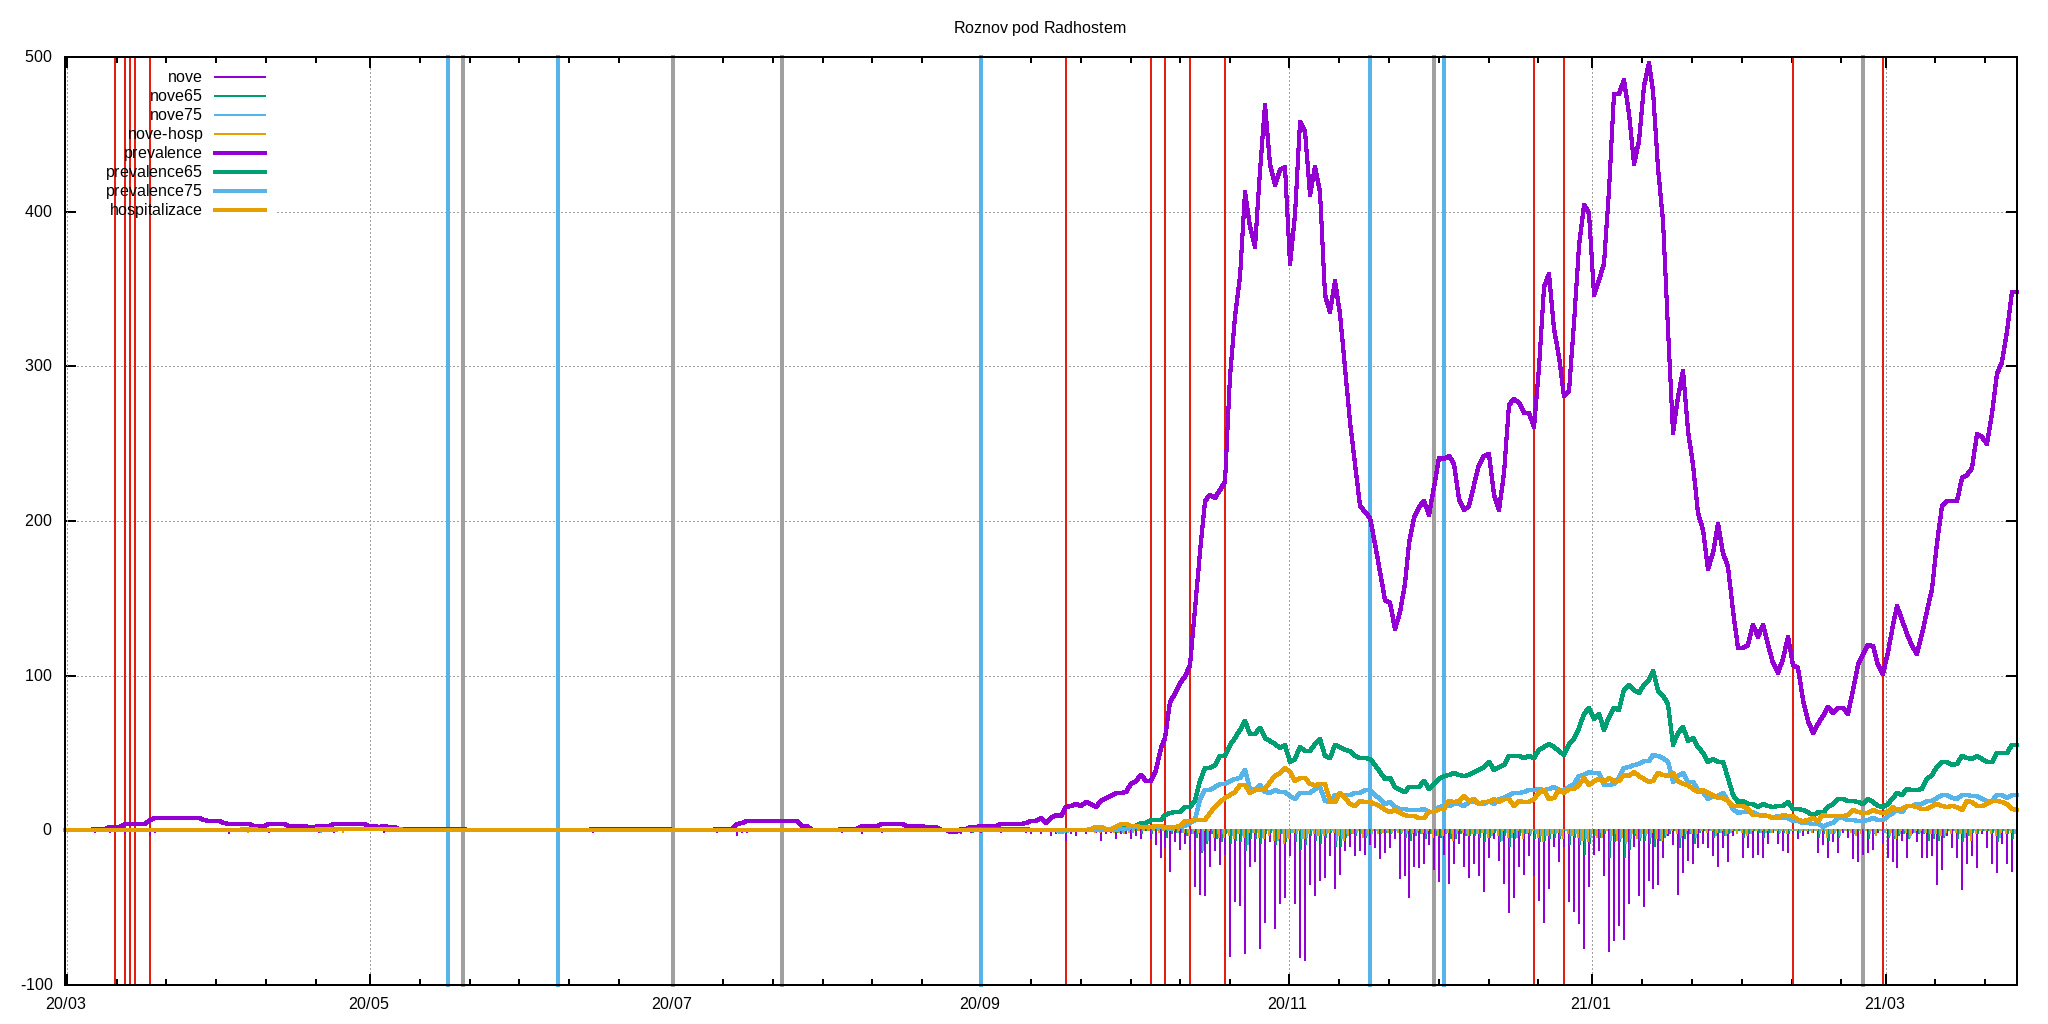 Roznov pod Radhostem
500
400
300
200
100
0
-100
nove
nove65
nove75
nove-hosp
prevalence
prevalence65
prevalence75
hospitalizace
20/03 20/05 20/07 20/09 20/11 21/01 21/03